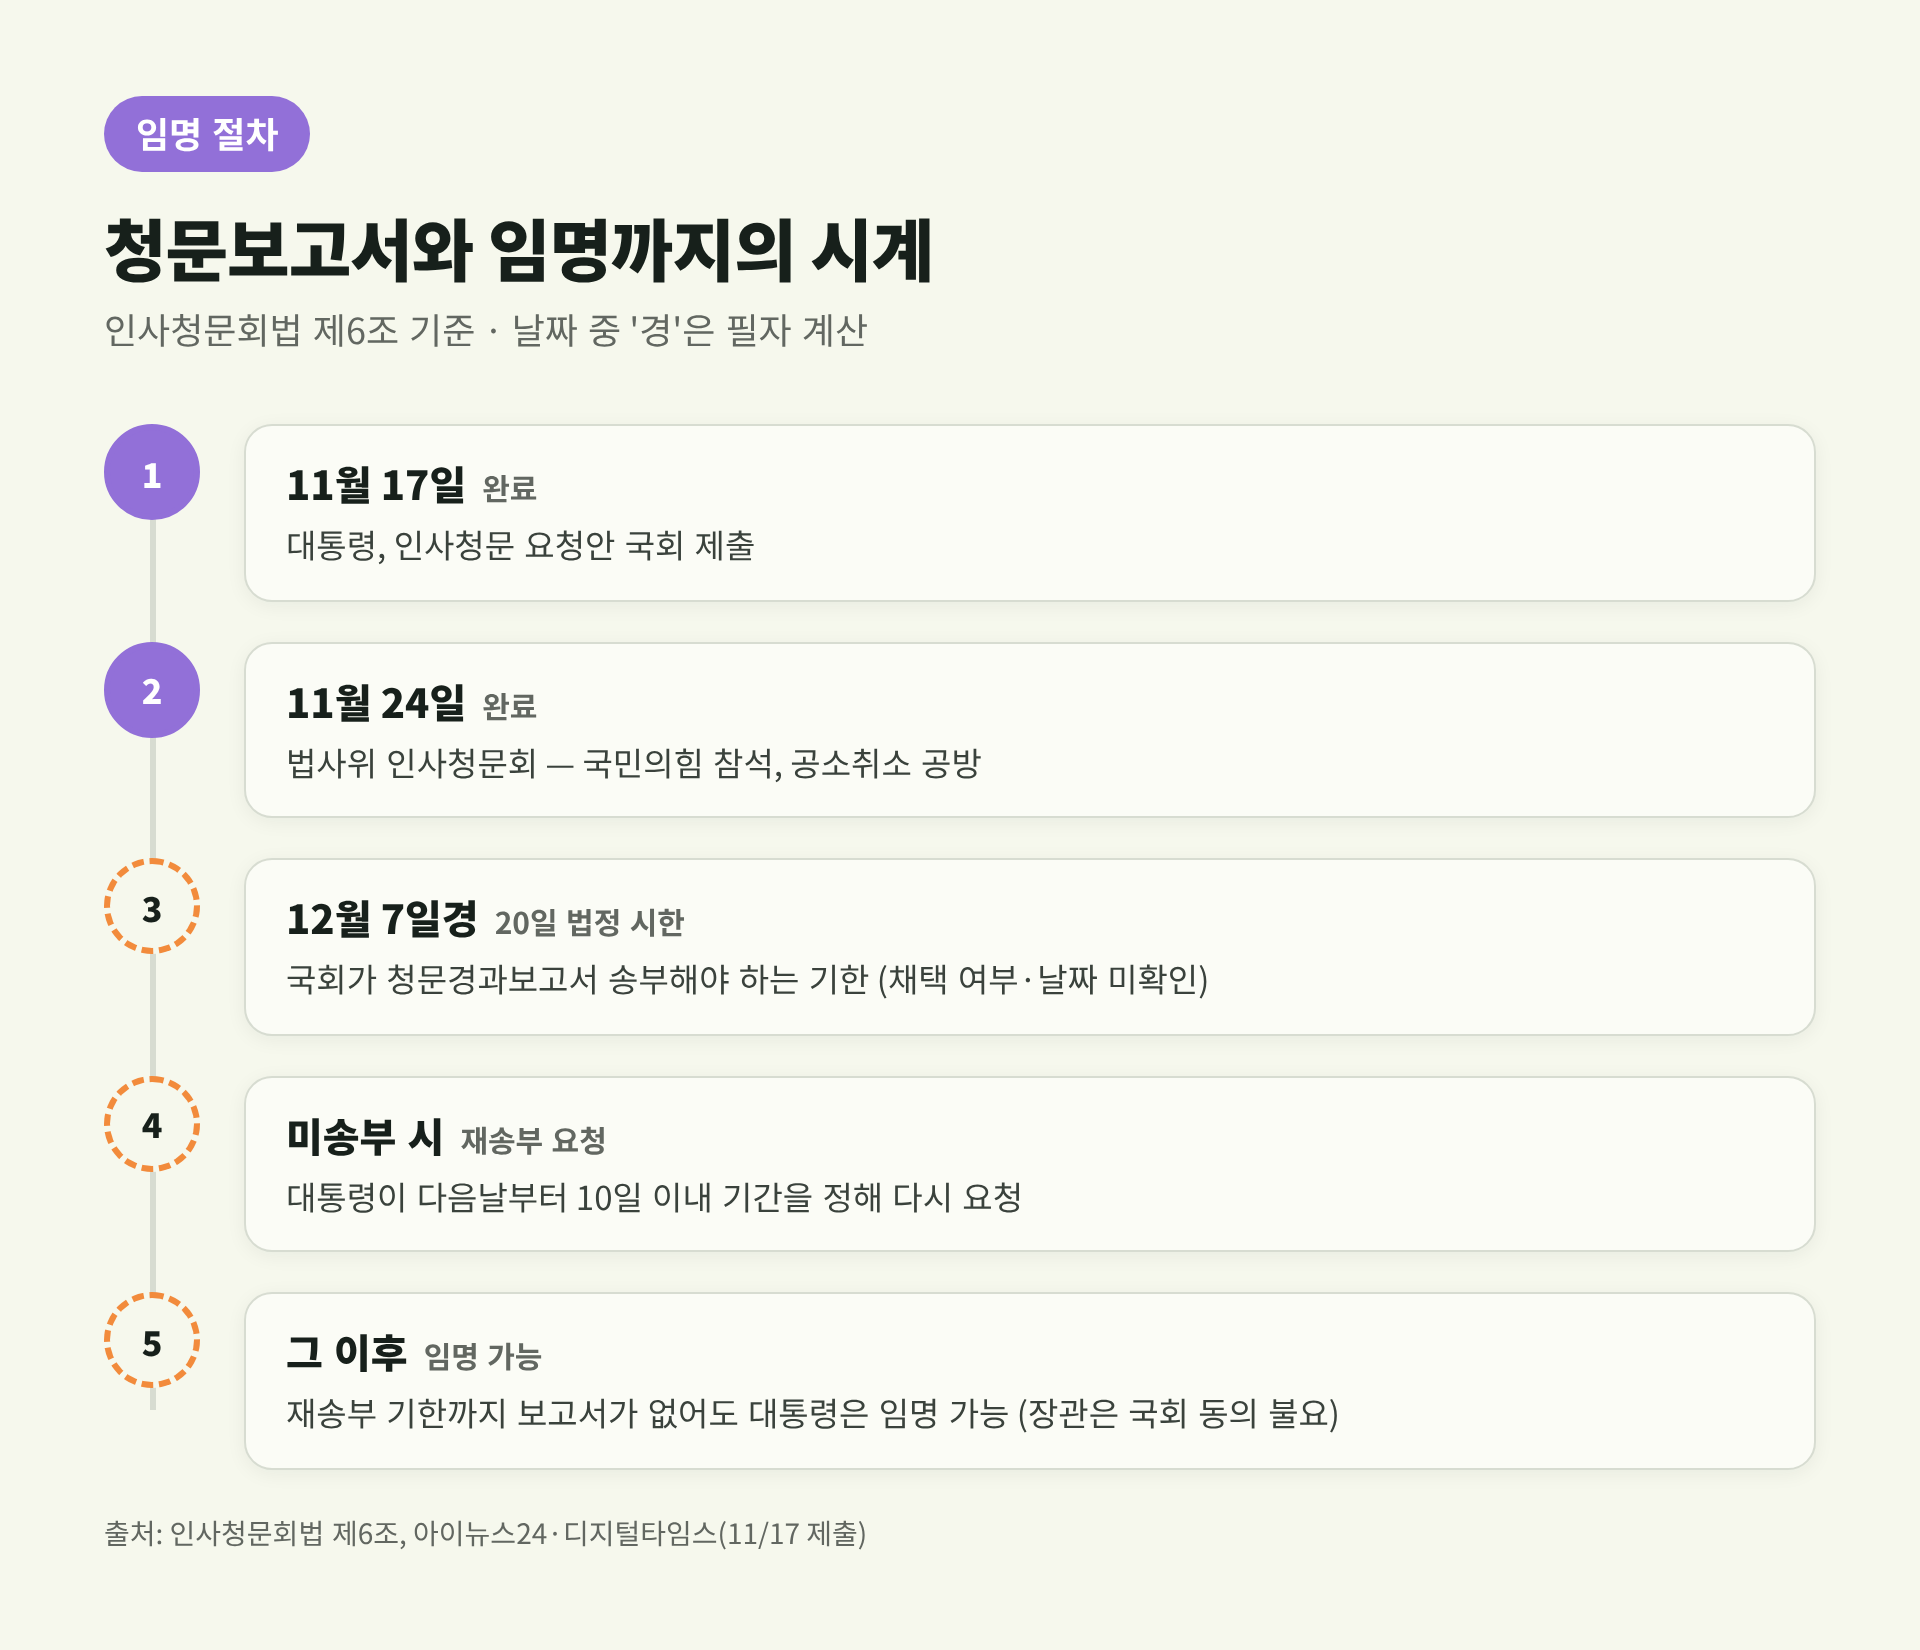 임명 절차
청문보고서와 임명까지의 시계
인사청문회법 제6조 기준 · 날짜 중 '경'은 필자 계산
1
11월 17일 완료
대통령, 인사청문 요청안 국회 제출
2
11월 24일 완료
법사위 인사청문회 — 국민의힘 참석, 공소취소 공방
3
12월 7일경 20일 법정 시한
국회가 청문경과보고서 송부해야 하는 기한 (채택 여부·날짜 미확인)
4
미송부 시 재송부 요청
대통령이 다음날부터 10일 이내 기간을 정해 다시 요청
5
그 이후 임명 가능
재송부 기한까지 보고서가 없어도 대통령은 임명 가능 (장관은 국회 동의 불요)
출처: 인사청문회법 제6조, 아이뉴스24·디지털타임스(11/17 제출)